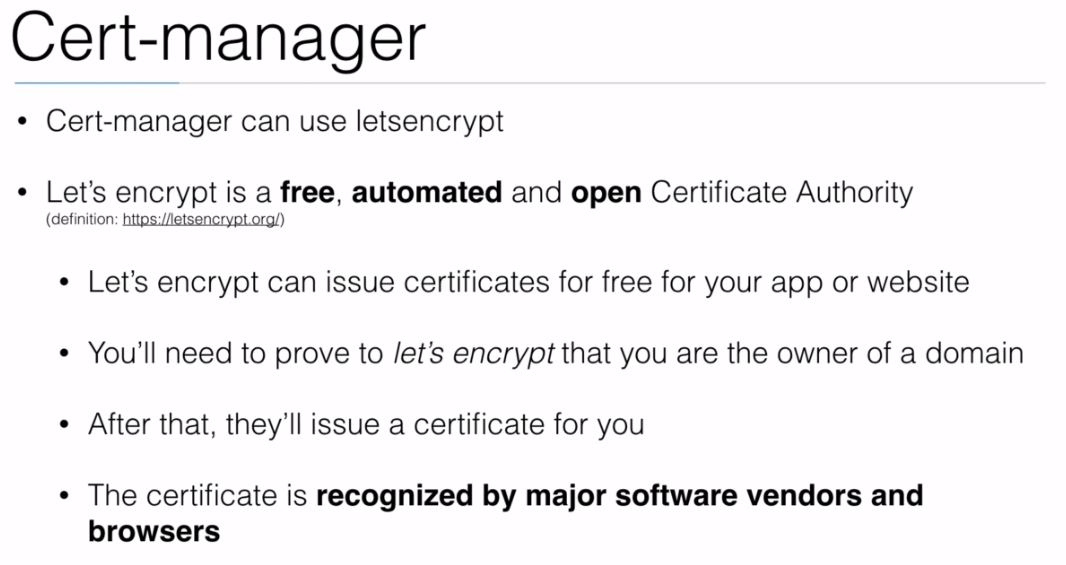 Cert-manager
• Cert-manager can use letsencrypt
• Let's encrypt is a free, automated and open Certificate Authority
(definition: https://letsencrypt.org/)
• Let's encrypt can issue certificates for free for your app or website
• You'll need to prove to let's encrypt that you are the owner of a domain
• After that, they'll issue a certificate for you
• The certificate is recognized by major software vendors and
browsers